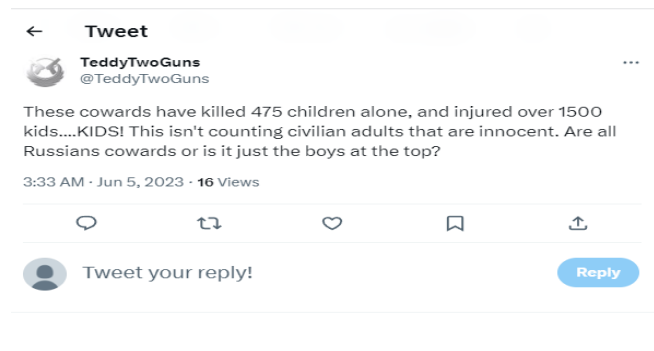 ← Tweet
TeddyTwoGuns
@TeddyTwoGuns
These cowards have killed 475 children alone, and injured over 1500
kids....KIDS! This isn't counting civilian adults that are innocent. Are all
Russians cowards or is it just the boys at the top?
3:33 AM · Jun 5, 2023 · 16 Views
Tweet your reply!
Reply